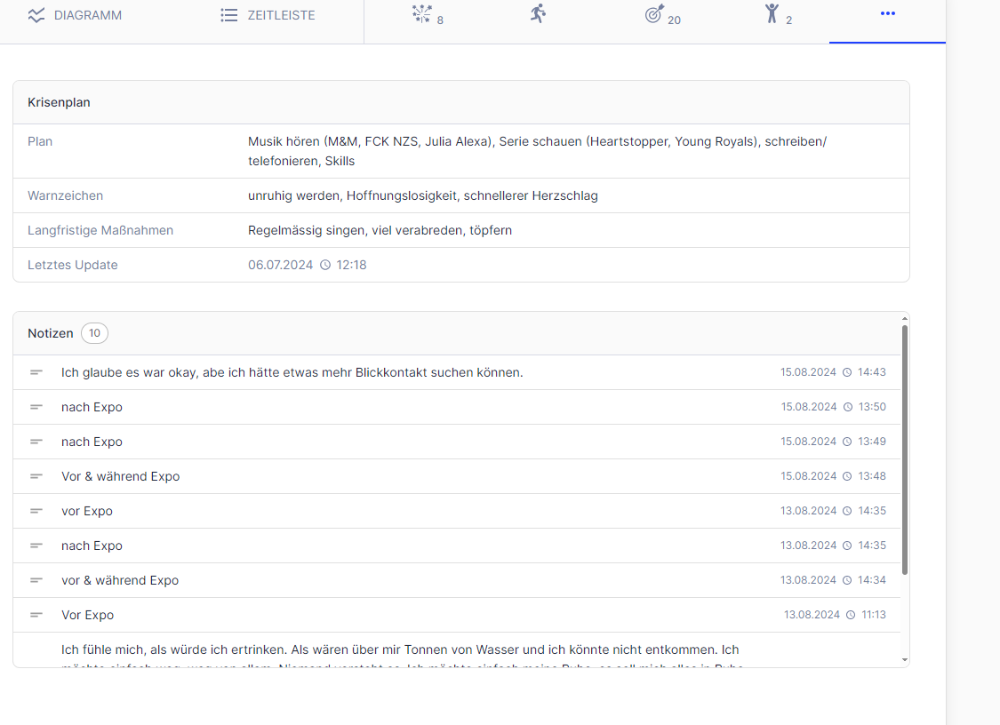 DIAGRAMM ZEITLEISTE 8 20 2
Krisenplan
Plan Musik hören (M&M, FCK NZS, Julia Alexa), Serie schauen (Heartstopper, Young Royals), schreiben/
telefonieren, Skills
Warnzeichen unruhig werden, Hoffnungslosigkeit, schnellerer Herzschlag
Langfristige Maßnahmen Regelmässig singen, viel verabreden, töpfern
Letztes Update 06.07.2024 12:18
Notizen 10
Ich glaube es war okay, abe ich hätte etwas mehr Blickkontakt suchen können. 15.08.2024 14:43
nach Expo 15.08.2024 13:50
nach Expo 15.08.2024 13:49
Vor & während Expo 15.08.2024 13:48
vor Expo 13.08.2024 14:35
nach Expo 13.08.2024 14:35
vor & während Expo 13.08.2024 14:34
Vor Expo 13.08.2024 11:13
Ich fühle mich, als würde ich ertrinken. Als wären über mir Tonnen von Wasser und ich könnte nicht entkommen. Ich